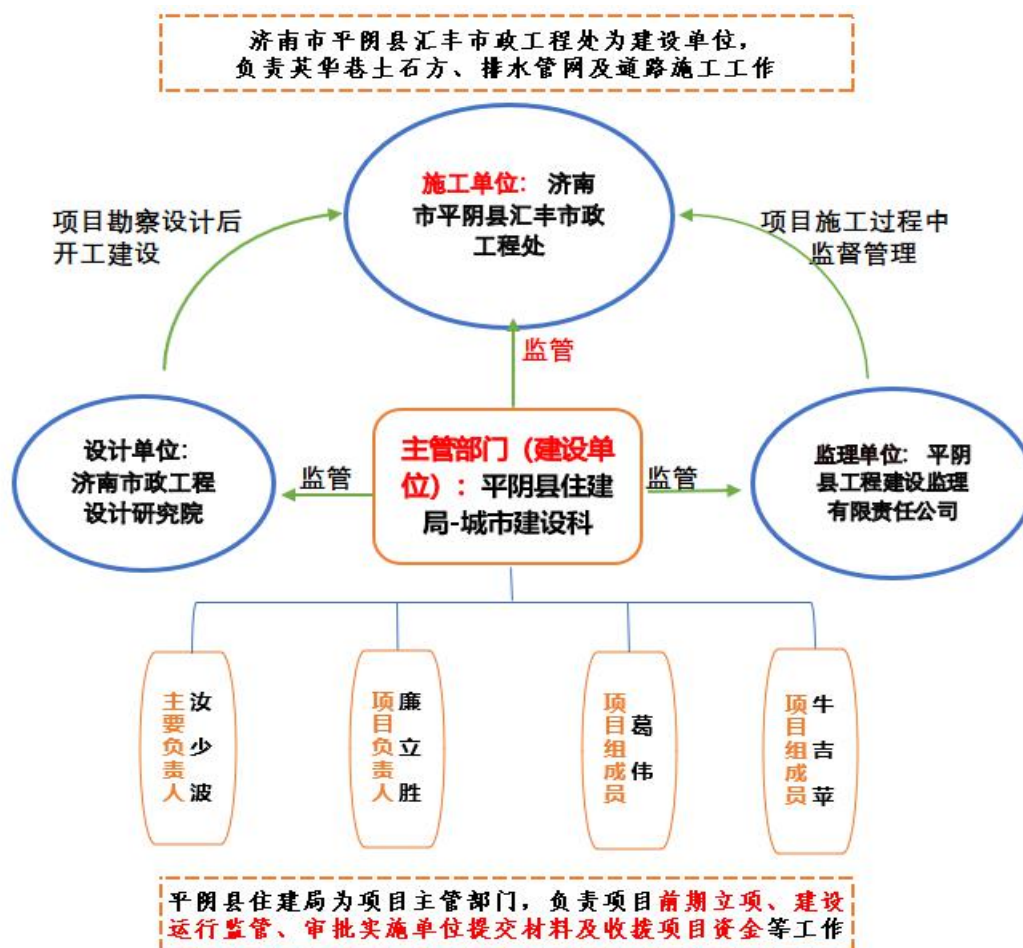 济南市平阴县汇丰市政工程处为建设单位，
负责英华巷土石方、排水管网及道路施工工作
施工单位： 济南
市平阴县汇丰市政
工程处
项目勘察设计后
开工建设
项目施工过程中
监督管理
监管
设计单位：
济南市政工程
设计研究院
监管
主管部门（建设单
位）：平阴县住建
局-城市建设科
监管
监理单位： 平阴
县工程建设监理
有限责任公司
主要负责人
汝少波
项目负责人
廉立胜
项目组成员
葛伟
项目组成员
牛吉苹
平阴县住建局为项目主管部门，负责项目前期立项、建设
运行监管、审批实施单位提交材料及收拨项目资金等工作